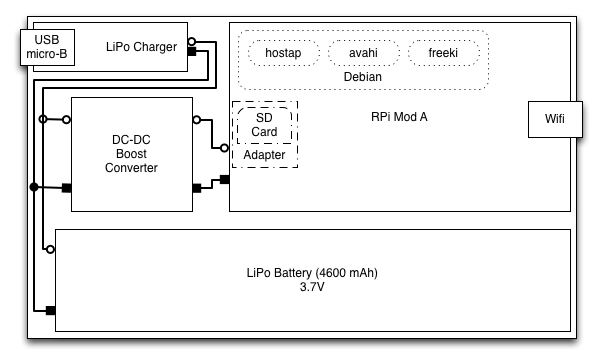 USB
micro-B
LiPo Charger
hostap
avahi
freeki
Debian
SD
Card
Adapter
RPi Mod A
Wifi
DC-DC
Boost
Converter
LiPo Battery (4600 mAh)
3.7V